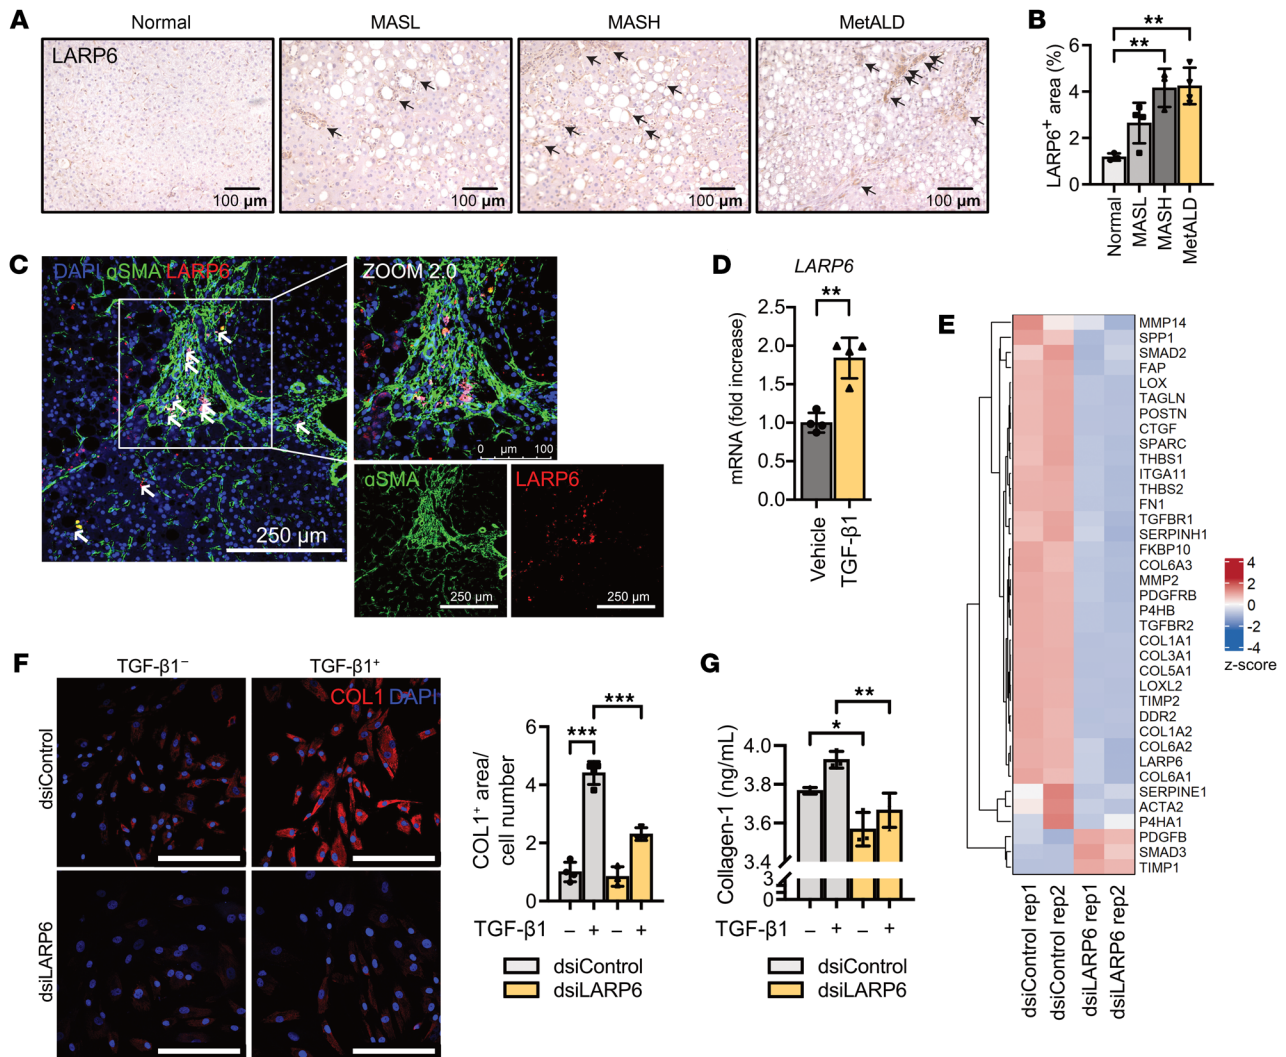 A
Normal
MASL
MASH
MetALD
LARP6
100 µm
100 µm
100 µm
100 µm
B
**
**
LARP6+ area (%)
6
4
2
0
Normal
MASL
MASH
MetALD
C
DAPI αSMA LARP6
ZOOM 2.0
0 µm 100
250 µm
αSMA
250 µm
LARP6
250 µm
D
LARP6
**
mRNA (fold increase)
2.5
2.0
1.5
1.0
0.5
0.0
Vehicle
TGF-β1
E
MMP14
SPP1
SMAD2
FAP
LOX
TAGLN
POSTN
CTGF
SPARC
THBS1
ITGA11
THBS2
FN1
TGFBR1
SERPINH1
FKBP10
COL6A3
MMP2
PDGFRB
P4HB
TGFBR2
COL1A1
COL3A1
COL5A1
LOXL2
TIMP2
DDR2
COL1A2
COL6A2
LARP6
COL6A1
SERPINE1
ACTA2
P4HA1
PDGFB
SMAD3
TIMP1
dsiControl rep1
dsiControl rep2
dsiLARP6 rep1
dsiLARP6 rep2
4
2
0
-2
-4
z-score
F
TGF-β1−
TGF-β1+
COL1 DAPI
dsiControl
dsiLARP6
***
***
COL1+ area/
cell number
6
4
2
0
TGF-β1 − + − +
dsiControl
dsiLARP6
G
**
*
Collagen-1 (ng/mL)
4.0
3.8
3.6
3.4
3
0
TGF-β1 − + − +
dsiControl
dsiLARP6